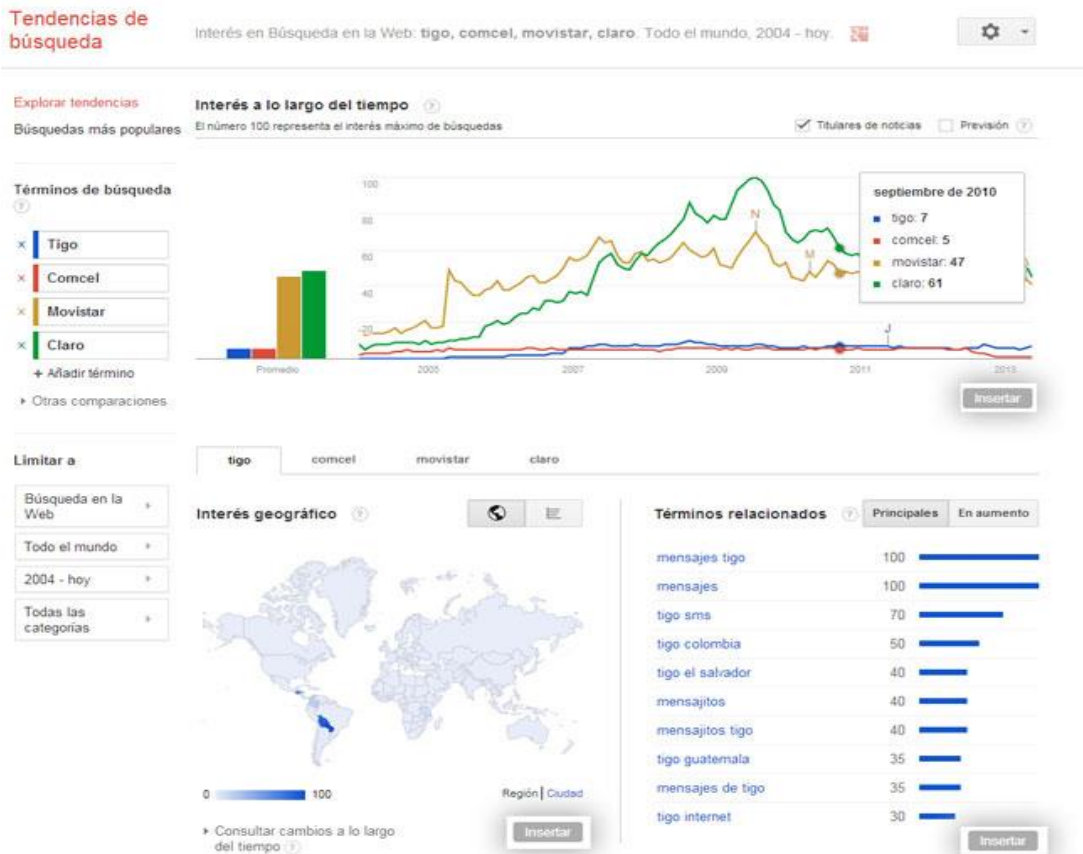 Tendencias de
búsqueda
Interés en Búsqueda en la Web: tigo, comcel, movistar, claro. Todo el mundo, 2004 - hoy.
Explorar tendencias
Búsquedas más populares
Interés a lo largo del tiempo ?
El número 100 representa el interés máximo de búsquedas
Titulares de noticias
Previsión ?
Términos de búsqueda
?
× Tigo
× Comcel
× Movistar
× Claro
+ Añadir término
Otras comparaciones
100
80
60
40
20
N
M
J
septiembre de 2010
tigo: 7
comcel: 5
movistar: 47
claro: 61
Promedio
2005
2007
2009
2011
2013
Insertar
Limitar a
Búsqueda en la
Web
Todo el mundo
2004 - hoy
Todas las
categorías
tigo comcel movistar claro
Interés geográfico ?
0 100
Región | Ciudad
Consultar cambios a lo largo
del tiempo ?
Insertar
Términos relacionados ? Principales En aumento
mensajes tigo 100
mensajes 100
tigo sms 70
tigo colombia 50
tigo el salvador 40
mensajitos 40
mensajitos tigo 40
tigo guatemala 35
mensajes de tigo 35
tigo internet 30
Insertar